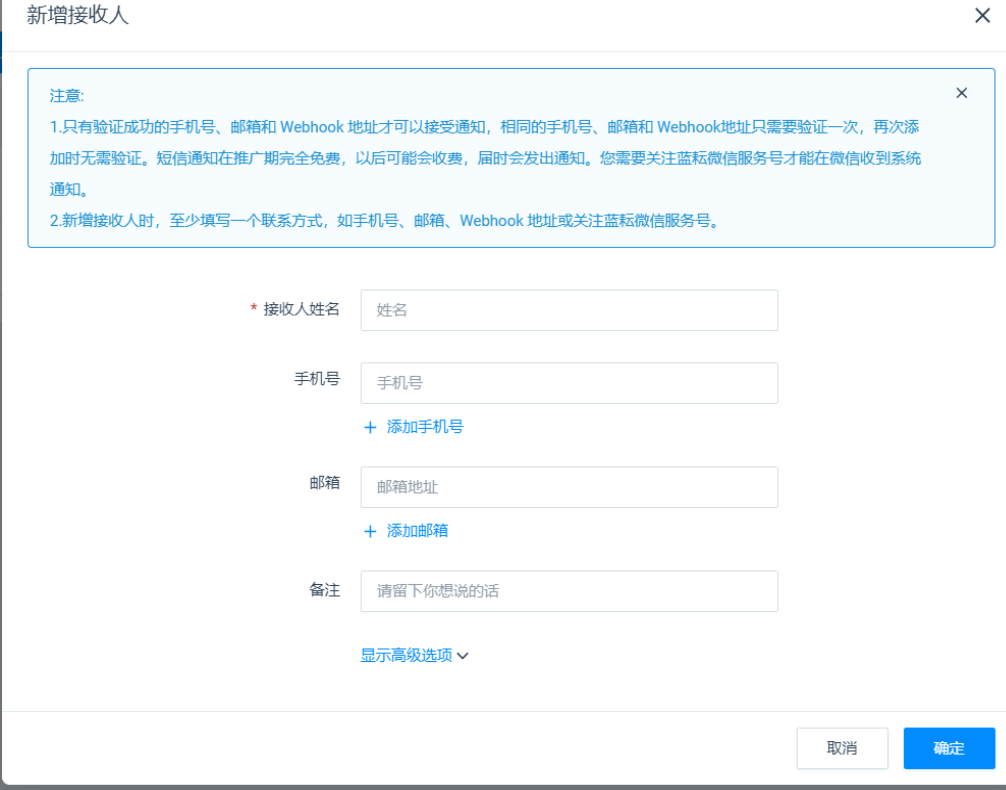 新增接收人
注意:
1.只有验证成功的手机号、邮箱和 Webhook 地址才可以接受通知，相同的手机号、邮箱和 Webhook地址只需要验证一次，再次添
加时无需验证。短信通知在推广期完全免费，以后可能会收费，届时会发出通知。您需要关注蓝耘微信服务号才能在微信收到系统
通知。
2.新增接收人时，至少填写一个联系方式，如手机号、邮箱、Webhook 地址或关注蓝耘微信服务号。
* 接收人姓名 姓名
手机号 手机号
+ 添加手机号
邮箱 邮箱地址
+ 添加邮箱
备注 请留下你想说的话
显示高级选项
取消 确定